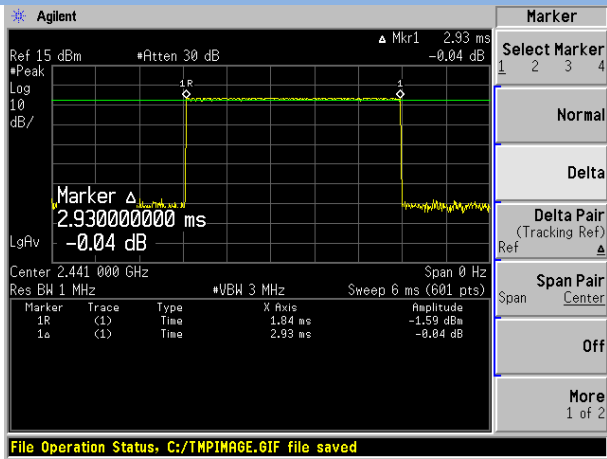 Agilent
Marker
▵ Mkr1 2.93 ms
Ref 15 dBm #Atten 30 dB -0.04 dB
#Peak
Log
10
dB/
1R 1
Marker ▵
2.930000000 ms
-0.04 dB
LgAv
Center 2.441 000 GHz Span 0 Hz
Res BW 1 MHz #VBW 3 MHz Sweep 6 ms (601 pts)
Marker Trace Type X Axis Amplitude
1R (1) Time 1.84 ms -1.59 dBm
1▵ (1) Time 2.93 ms -0.04 dB
Select Marker
1 2 3 4
Normal
Delta
Delta Pair
(Tracking Ref)
Ref ▵
Span Pair
Span Center
Off
More
1 of 2
File Operation Status, C:/TMPIMAGE.GIF file saved